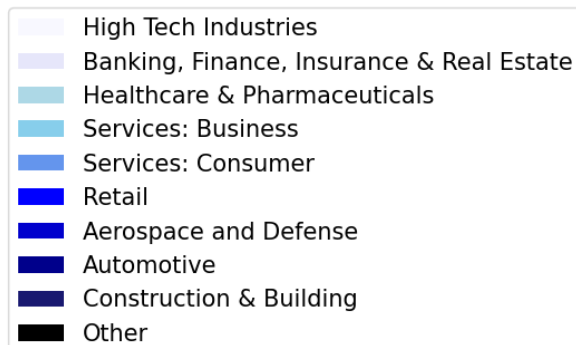 High Tech Industries
Banking, Finance, Insurance & Real Estate
Healthcare & Pharmaceuticals
Services: Business
Services: Consumer
Retail
Aerospace and Defense
Automotive
Construction & Building
Other